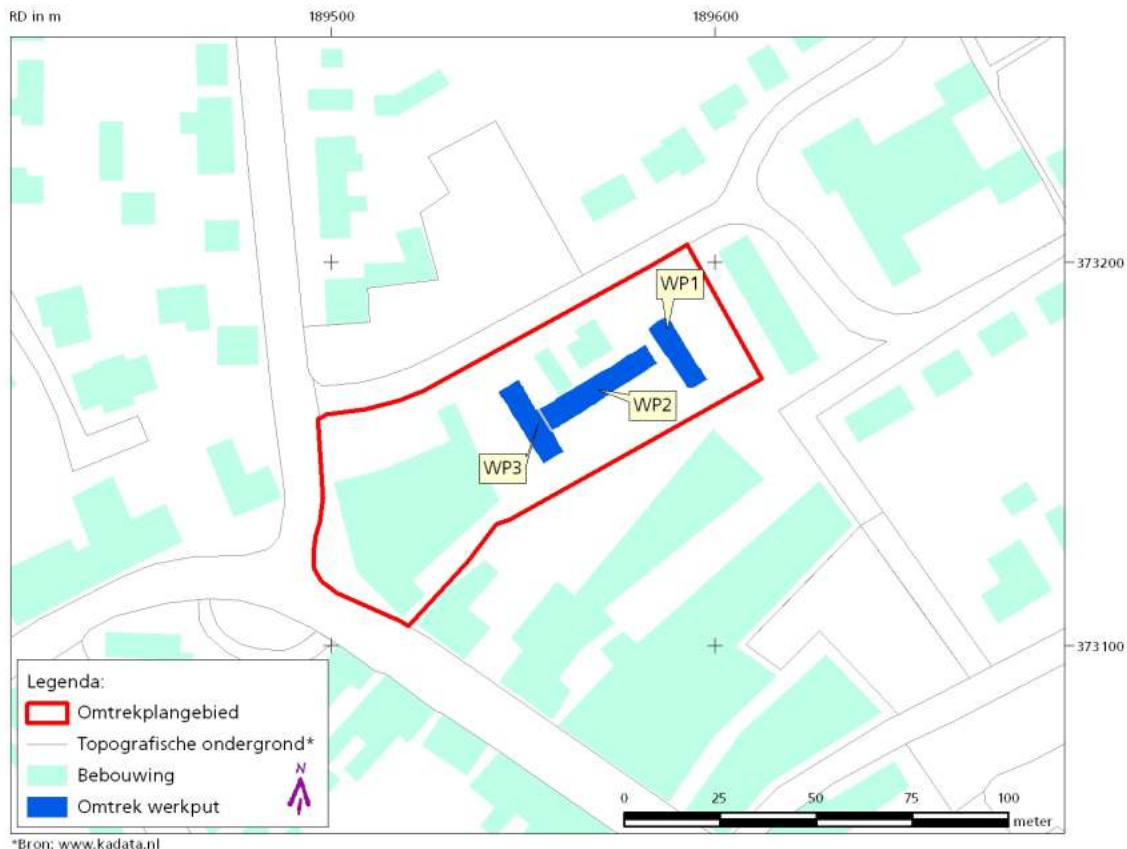 RD in m
189500
189600
373200
373100
WP1
WP2
WP3
Legenda:
Omtrekplangebied
Topografische ondergrond*
Bebouwing
Omtrek werkput
N
0 25 50 75 100
meter
*Bron: www.kadata.nl